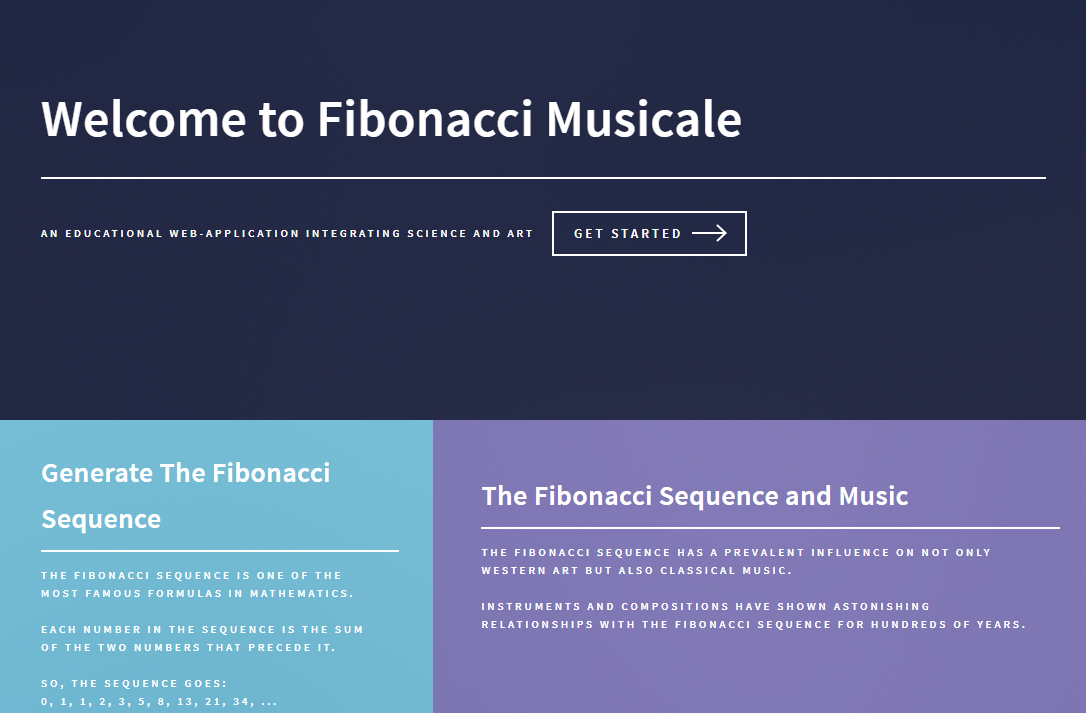 Welcome to Fibonacci Musicale
AN EDUCATIONAL WEB-APPLICATION INTEGRATING SCIENCE AND ART
GET STARTED
Generate The Fibonacci
Sequence
THE FIBONACCI SEQUENCE IS ONE OF THE
MOST FAMOUS FORMULAS IN MATHEMATICS.
EACH NUMBER IN THE SEQUENCE IS THE SUM
OF THE TWO NUMBERS THAT PRECEDE IT.
SO, THE SEQUENCE GOES:
0, 1, 1, 2, 3, 5, 8, 13, 21, 34, ...
The Fibonacci Sequence and Music
THE FIBONACCI SEQUENCE HAS A PREVALENT INFLUENCE ON NOT ONLY
WESTERN ART BUT ALSO CLASSICAL MUSIC.
INSTRUMENTS AND COMPOSITIONS HAVE SHOWN ASTONISHING
RELATIONSHIPS WITH THE FIBONACCI SEQUENCE FOR HUNDREDS OF YEARS.